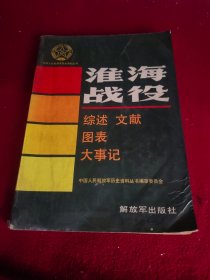 淮海
战役
综述 文献
图表
大事记
中国人民解放军历史资料丛书编审委员会
解放军出版社